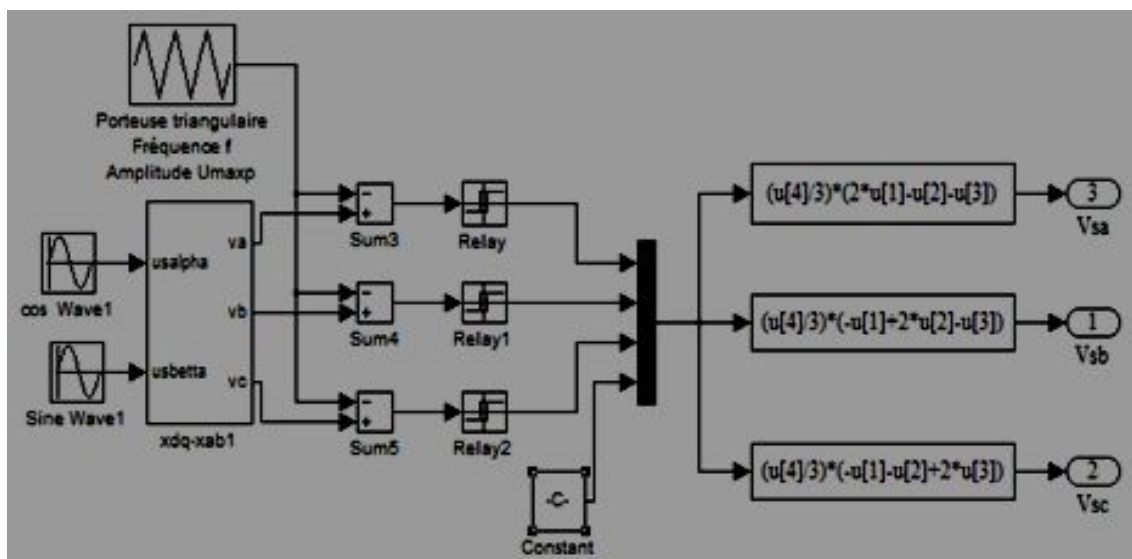 Porteuse triangulaire
Fréquence f
Amplitude Umaxp
cos Wave1
Sine Wave1
usalpha
usbetta
va
vb
vc
xdq-xab1
Sum3
Sum4
Sum5
Relay
Relay1
Relay2
-C-
Constant
(u[4]/3)*(2*u[1]-u[2]-u[3])
3
Vsa
(u[4]/3)*(-u[1]+2*u[2]-u[3])
1
Vsb
(u[4]/3)*(-u[1]-u[2]+2*u[3])
2
Vsc